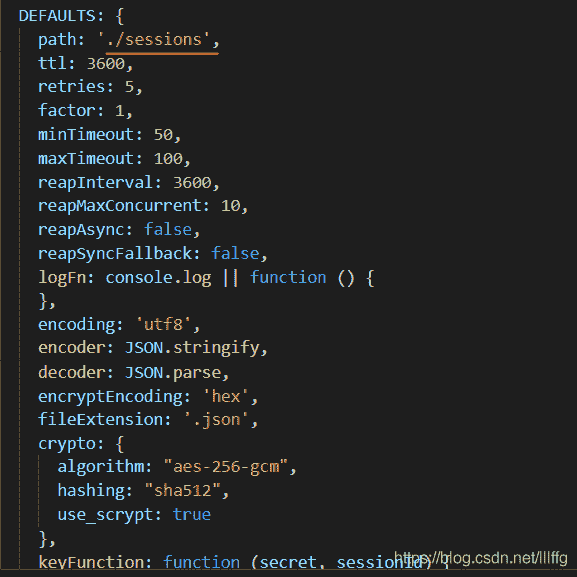 DEFAULTS: {
path: './sessions',
ttl: 3600,
retries: 5,
factor: 1,
minTimeout: 50,
maxTimeout: 100,
reapInterval: 3600,
reapMaxConcurrent: 10,
reapAsync: false,
reapSyncFallback: false,
logFn: console.log || function () {
},
encoding: 'utf8',
encoder: JSON.stringify,
decoder: JSON.parse,
encryptEncoding: 'hex',
fileExtension: '.json',
crypto: {
algorithm: "aes-256-gcm",
hashing: "sha512",
use_scrypt: true
},
keyFunction: function (secret, sessionId) {
https://blog.csdn.net/lllffg